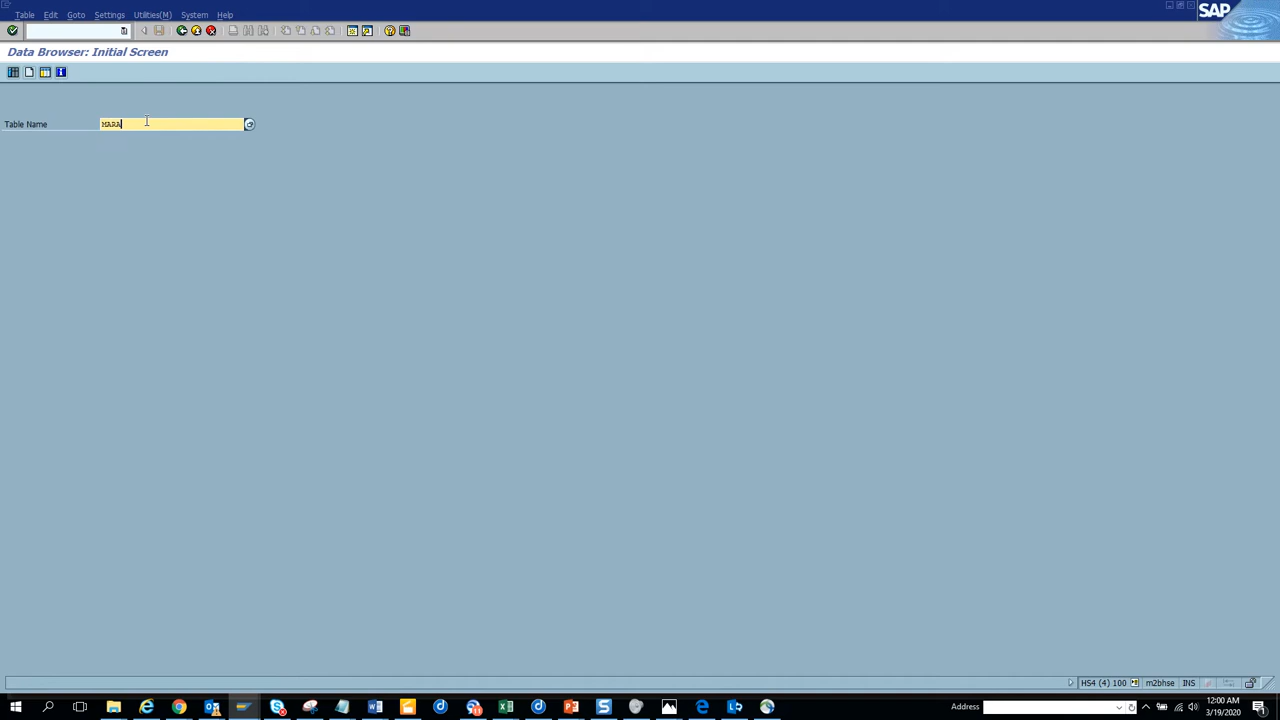 Table Edit Goto Settings Utilities(M) System Help
SAP
Data Browser: Initial Screen
Table Name MARA
HS4 (4) 100 m2bhse INS
Address 12:00 AM
3/19/2020